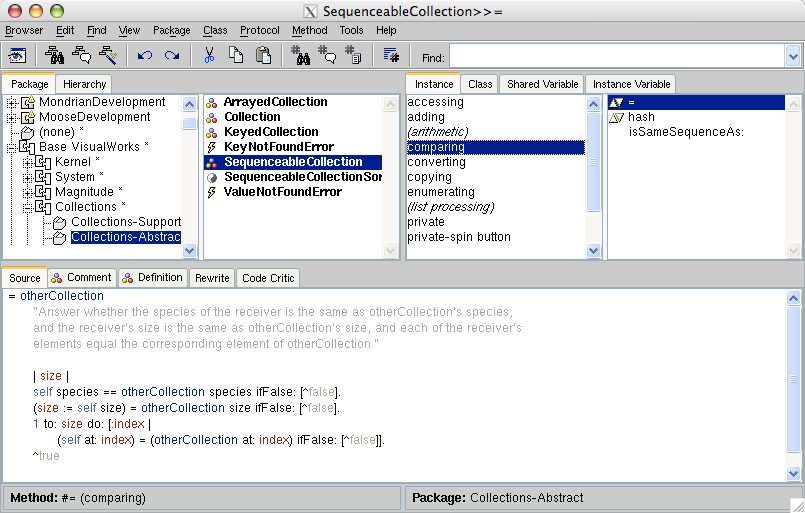 SequenceableCollection>>=
Browser Edit Find View Package Class Protocol Method Tools Help
Find:
Package Hierarchy
MondrianDevelopment
MooseDevelopment
(none) *
Base VisualWorks *
Kernel *
System *
Magnitude *
Collections *
Collections-Support
Collections-Abstrac
ArrayedCollection
Collection
KeyedCollection
KeyNotFoundError
SequenceableCollection
SequenceableCollectionSor
ValueNotFoundError
Instance Class Shared Variable Instance Variable
accessing
adding
(arithmetic)
comparing
converting
copying
enumerating
(list processing)
private
private-spin button
=
hash
isSameSequenceAs:
Source Comment Definition Rewrite Code Critic
= otherCollection
"Answer whether the species of the receiver is the same as otherCollection's species,
and the receiver's size is the same as otherCollection's size, and each of the receiver's
elements equal the corresponding element of otherCollection."
| size |
self species == otherCollection species ifFalse: [^false].
(size := self size) = otherCollection size ifFalse: [^false].
1 to: size do: [:index |
(self at: index) = (otherCollection at: index) ifFalse: [^false]].
^true
Method: #= (comparing)
Package: Collections-Abstract